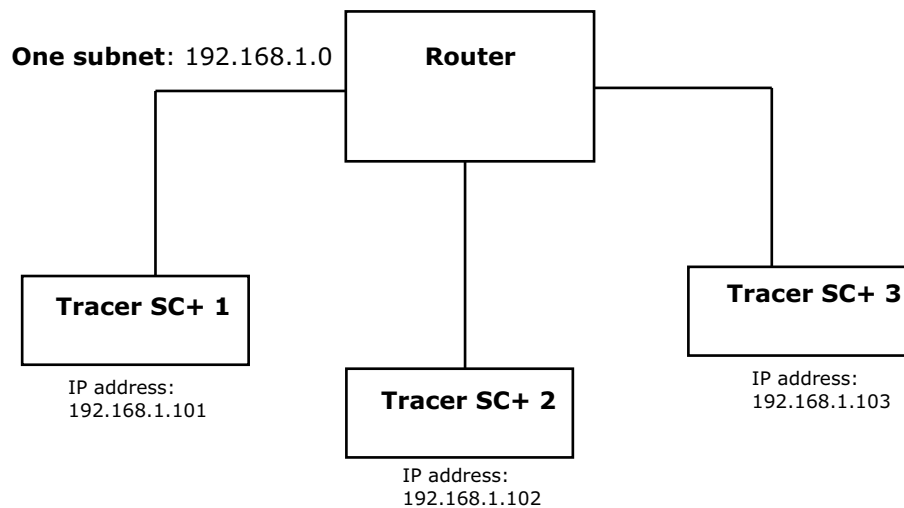 One subnet: 192.168.1.0
Router
Tracer SC+ 1
IP address:
192.168.1.101
Tracer SC+ 2
IP address:
192.168.1.102
Tracer SC+ 3
IP address:
192.168.1.103